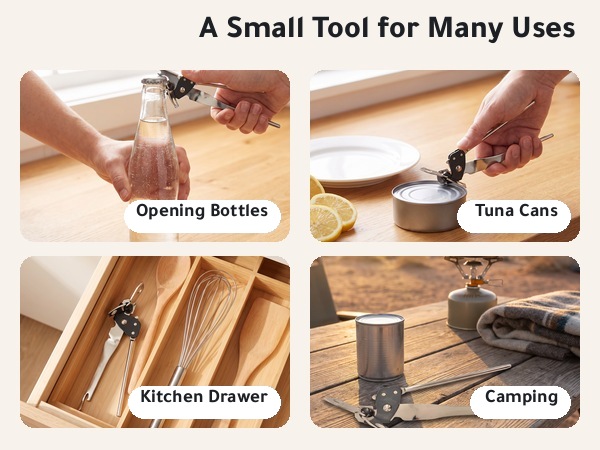 A Small Tool for Many Uses
Opening Bottles
Tuna Cans
Kitchen Drawer
Camping